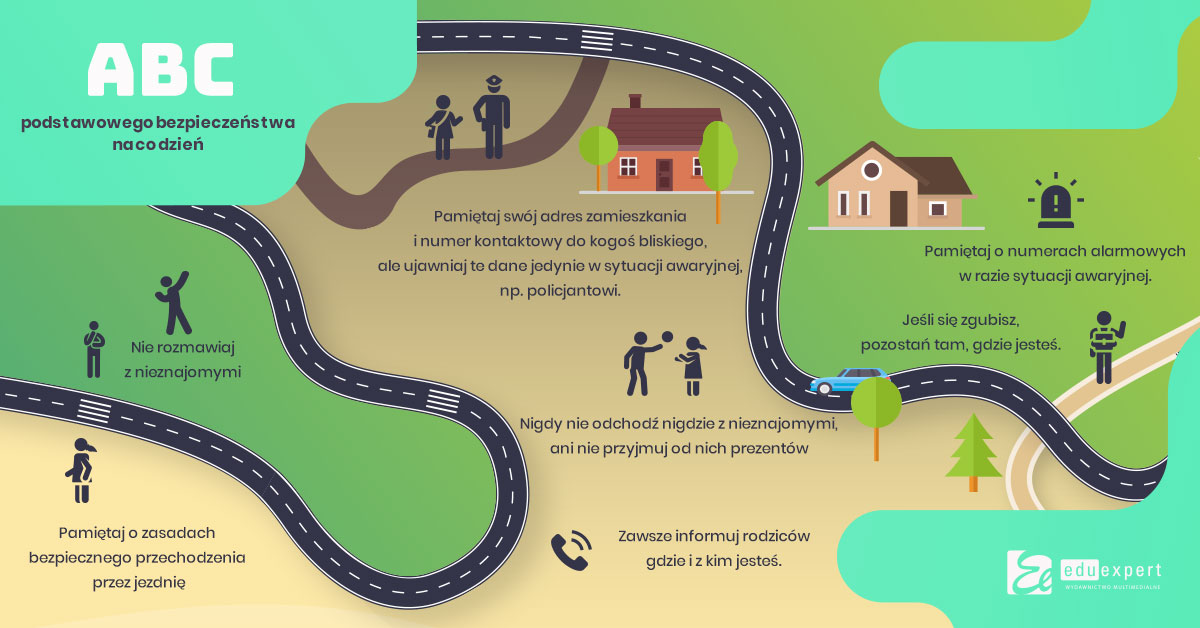 ABC
podstawowego bezpieczeństwa
na co dzień
Pamiętaj swój adres zamieszkania
i numer kontaktowy do kogoś bliskiego,
ale ujawniaj te dane jedynie w sytuacji awaryjnej,
np. policjantowi.
Pamiętaj o numerach alarmowych
w razie sytuacji awaryjnej.
Jeśli się zgubisz,
pozostań tam, gdzie jesteś.
Nie rozmawiaj
z nieznajomymi
Nigdy nie odchodź nigdzie z nieznajomymi,
ani nie przyjmuj od nich prezentów
Pamiętaj o zasadach
bezpiecznego przechodzenia
przez jezdnię
Zawsze informuj rodziców
gdzie i z kim jesteś.
eduexpert
WYDAWNICTWO MULTIMEDIALNE